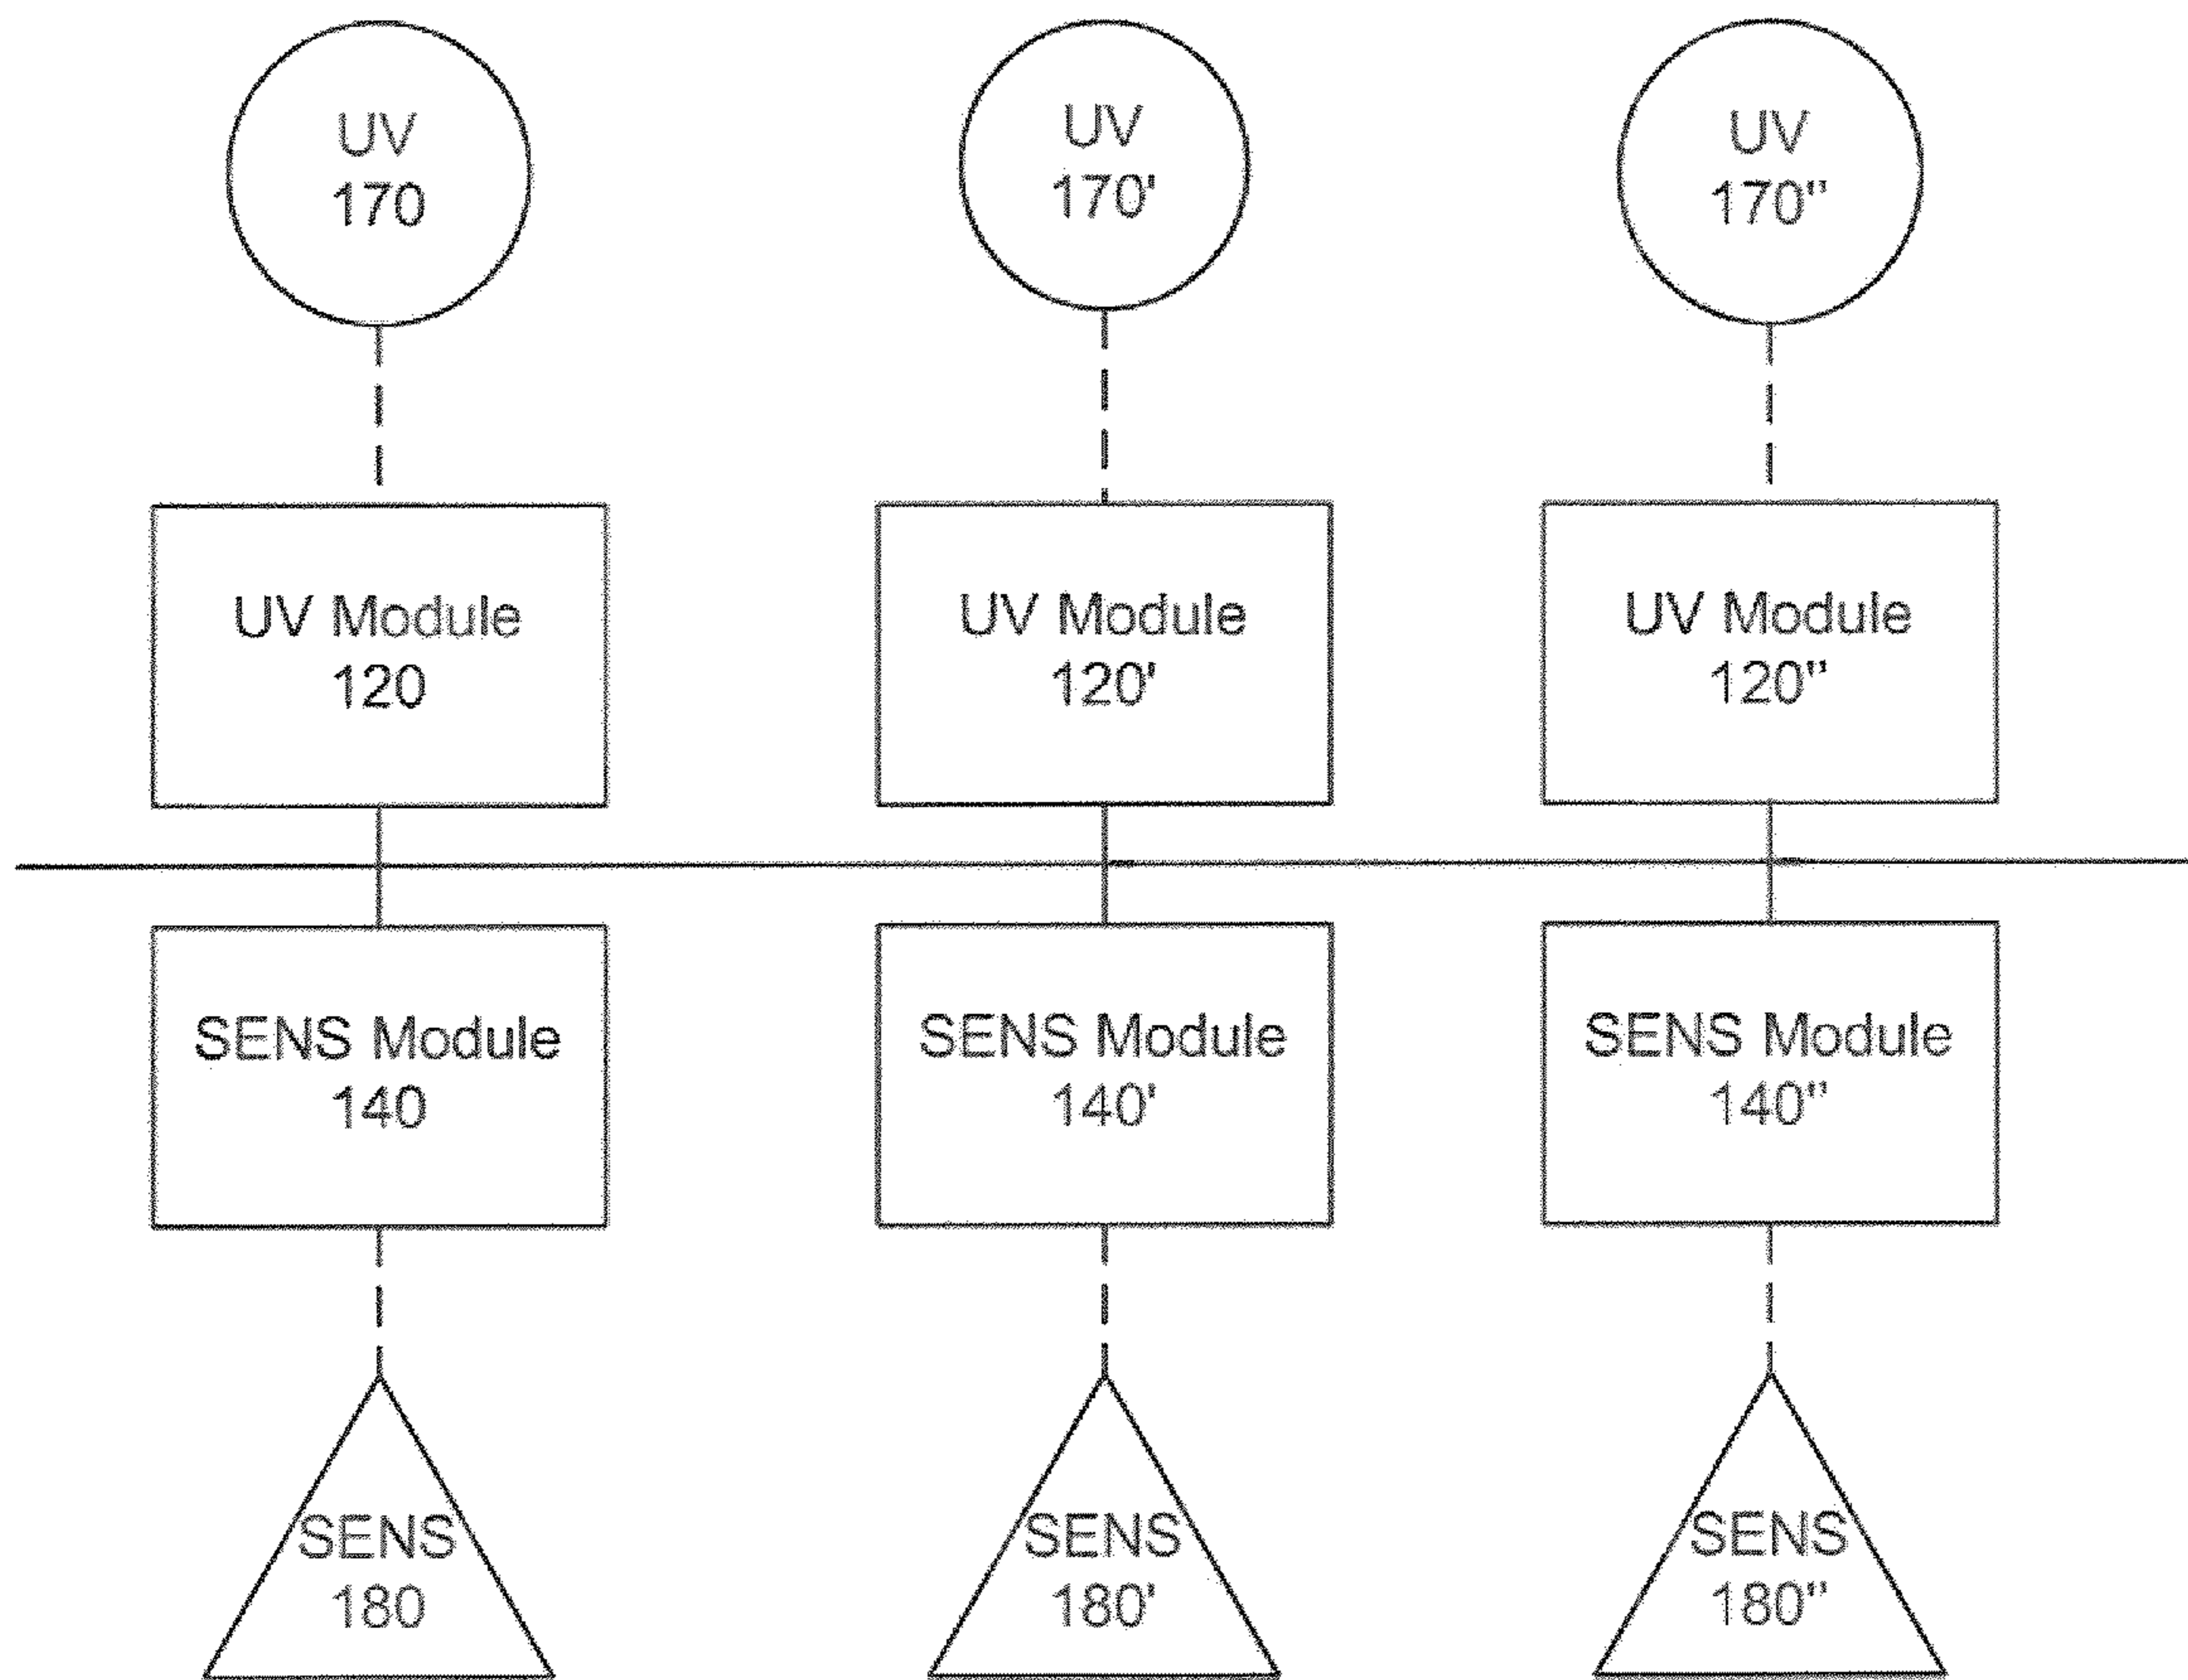 UV
170
UV
170'
UV
170"
UV Module
120
UV Module
120'
UV Module
120"
SENS Module
140
SENS Module
140'
SENS Module
140"
SENS
180
SENS
180'
SENS
180"